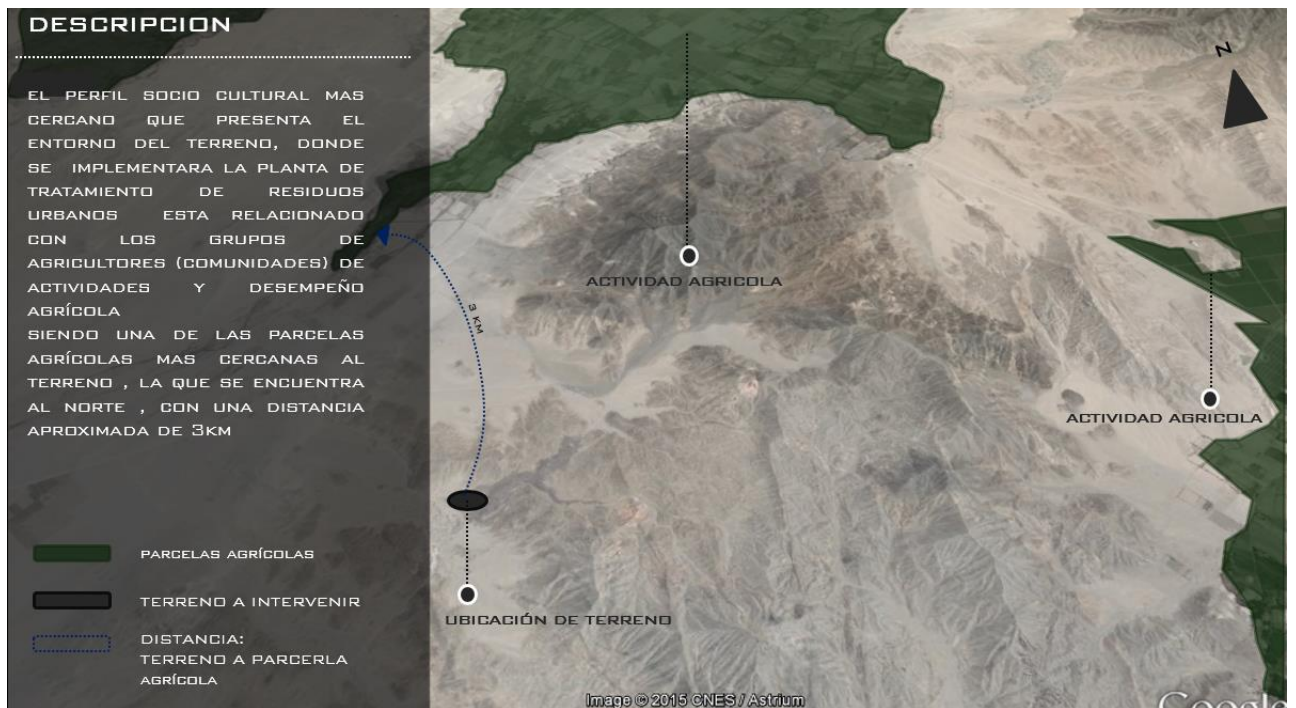 DESCRIPCION
EL PERFIL SOCIO CULTURAL MAS
CERCANO QUE PRESENTA EL
ENTORNO DEL TERRENO, DONDE
SE IMPLEMENTARA LA PLANTA DE
TRATAMIENTO DE RESIDUOS
URBANOS ESTA RELACIONADO
CON LOS GRUPOS DE
AGRICULTORES (COMUNIDADES) DE
ACTIVIDADES Y DESEMPEÑO
AGRÍCOLA
SIENDO UNA DE LAS PARCELAS
AGRÍCOLAS MAS CERCANAS AL
TERRENO , LA QUE SE ENCUENTRA
AL NORTE , CON UNA DISTANCIA
APROXIMADA DE 3KM
PARCELAS AGRÍCOLAS
TERRENO A INTERVENIR
DISTANCIA:
TERRENO A PARCERLA
AGRÍCOLA
N
ACTIVIDAD AGRICOLA
3 KM
ACTIVIDAD AGRICOLA
UBICACIÓN DE TERRENO
Image © 2015 CNES / Astrium
Google